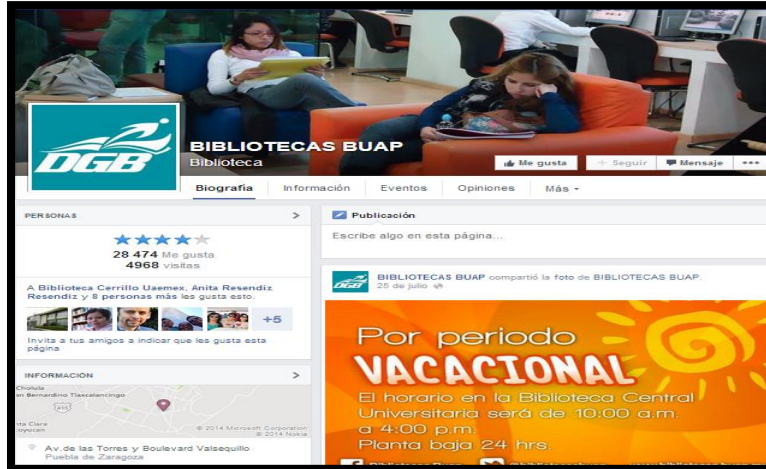 BIBLIOTECAS BUAP
Biblioteca
Me gusta
+ Seguir
Mensaje
•••
DGB
Biografía
Información
Eventos
Opiniones
Más
PERSONAS >
28 474 Me gusta
4968 visitas
A Biblioteca Cerrillo Uaemex, Anita Resendiz
Resendiz y 8 personas más les gusta esto.
+5
Invita a tus amigos a indicar que les gusta esta
página
INFORMACIÓN >
Cholula
Bernardino Tlaxcalancingo
© 2014 Microsoft Corporation
© 2014 Nokia
Av. de las Torres y Boulevard Valsequillo
Puebla de Zaragoza
Publicación
Escribe algo en esta página...
DGB
BIBLIOTECAS BUAP compartió la foto de BIBLIOTECAS BUAP.
25 de julio
Por periodo
VACACIONAL
El horario en la Biblioteca Central
Universitaria será de 10:00 a.m.
a 4:00 p.m.
Planta baja 24 hrs.